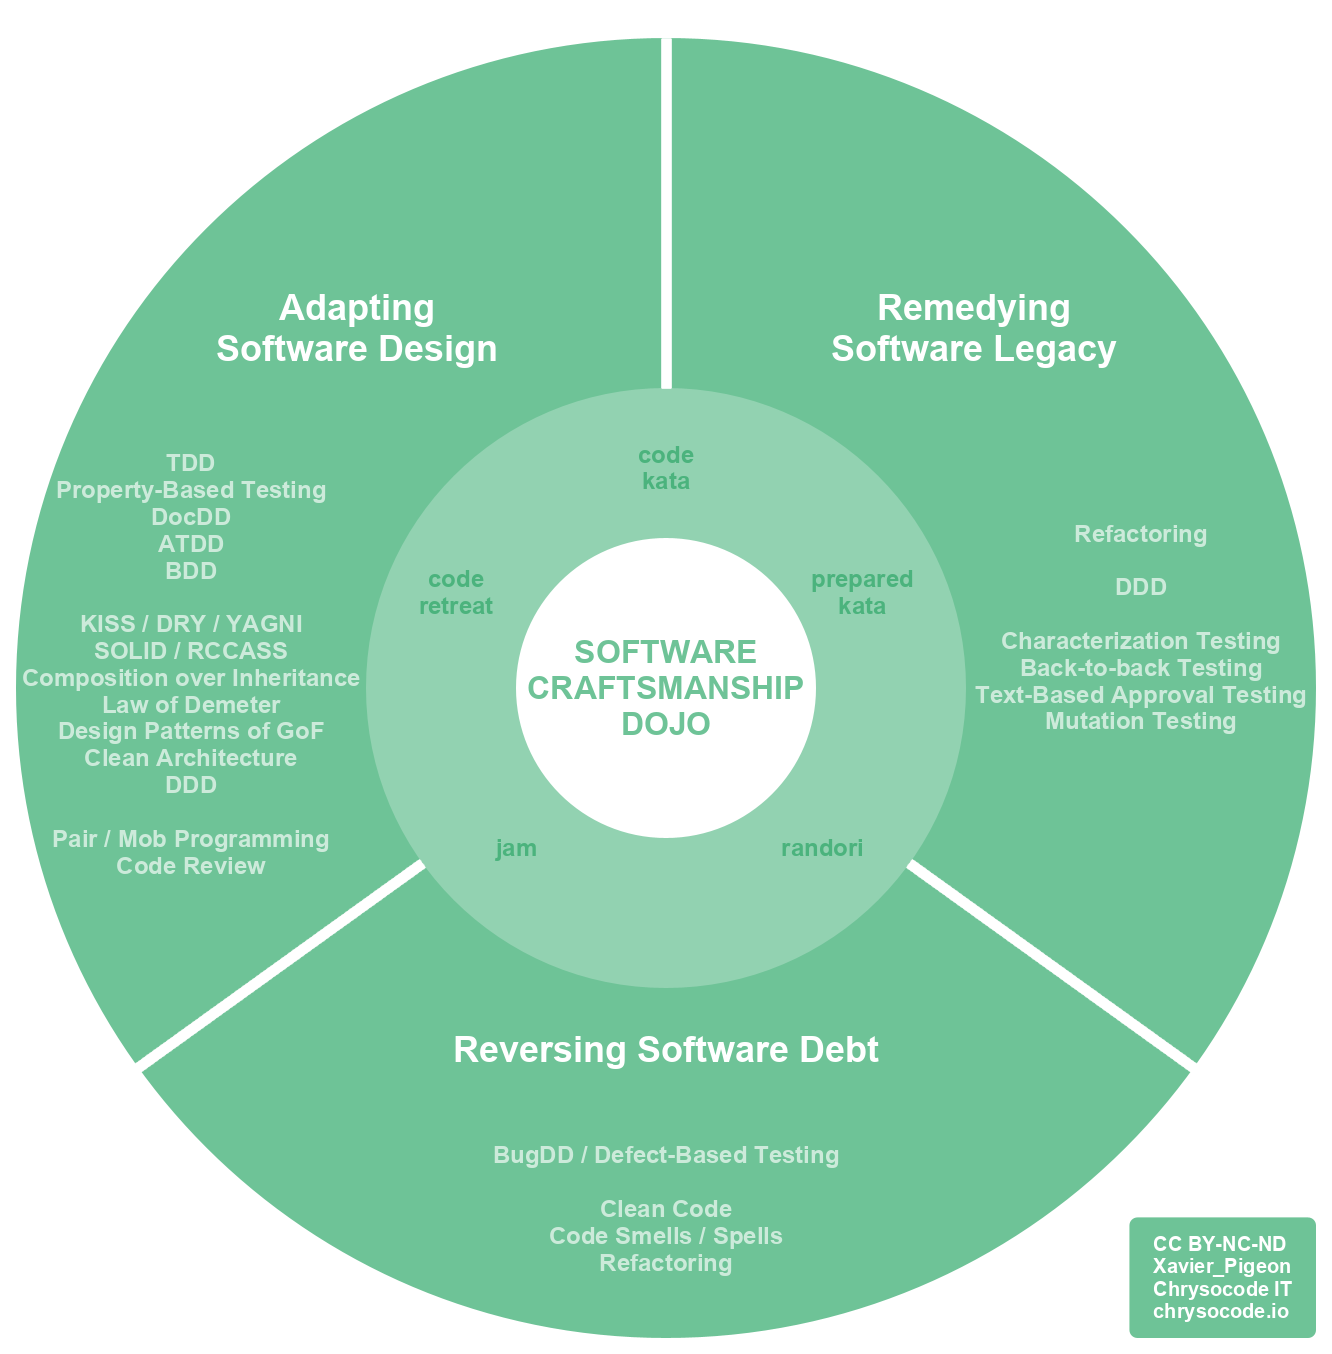 Adapting
Software Design
TDD
Property-Based Testing
DocDD
ATDD
BDD
KISS / DRY / YAGNI
SOLID / RCCASS
Composition over Inheritance
Law of Demeter
Design Patterns of GoF
Clean Architecture
DDD
Pair / Mob Programming
Code Review
Remedying
Software Legacy
Refactoring
DDD
Characterization Testing
Back-to-back Testing
Text-Based Approval Testing
Mutation Testing
code
kata
code
retreat
prepared
kata
SOFTWARE
CRAFTSMANSHIP
DOJO
jam
randori
Reversing Software Debt
BugDD / Defect-Based Testing
Clean Code
Code Smells / Spells
Refactoring
CC BY-NC-ND
Xavier_Pigeon
Chrysocode IT
chrysocode.io